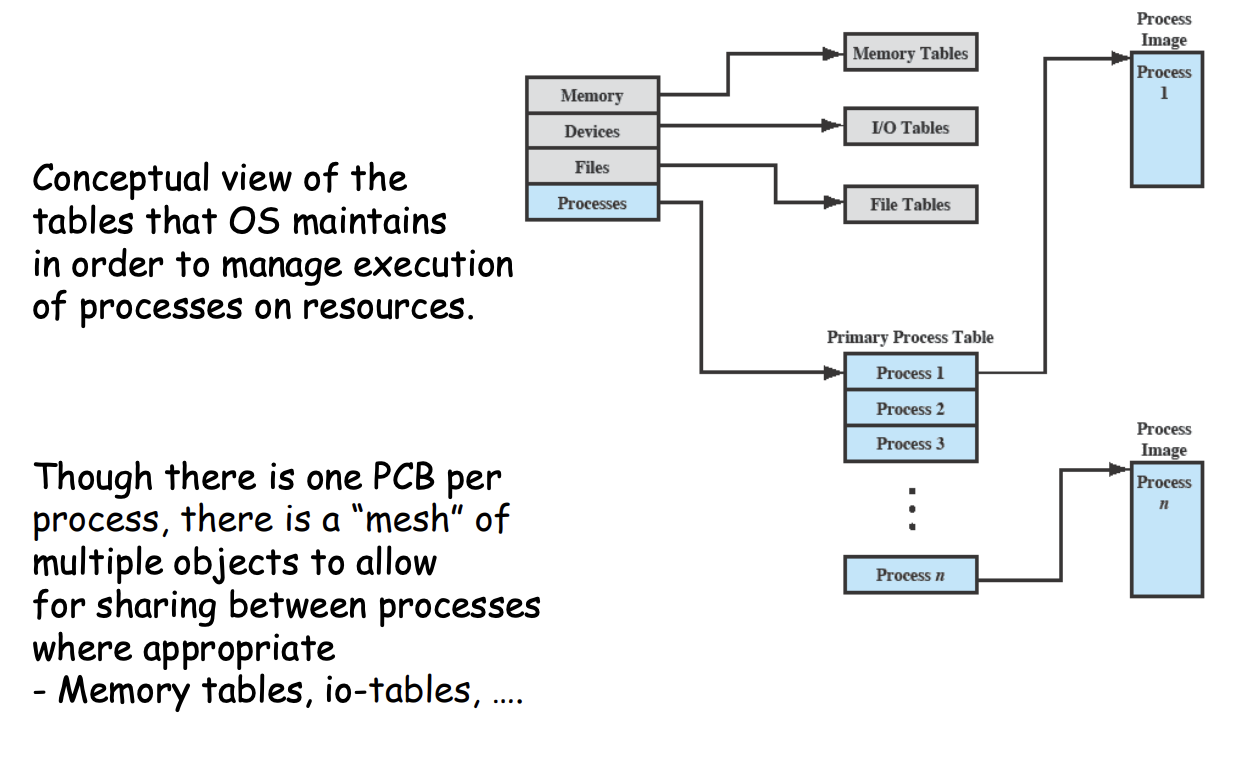 Conceptual view of the
tables that OS maintains
in order to manage execution
of processes on resources.
Though there is one PCB per
process, there is a “mesh” of
multiple objects to allow
for sharing between processes
where appropriate
- Memory tables, io-tables, ….
Memory
Devices
Files
Processes
Memory Tables
I/O Tables
File Tables
Primary Process Table
Process 1
Process 2
Process 3
Process n
Process
Image
Process
1
Process
Image
Process
n